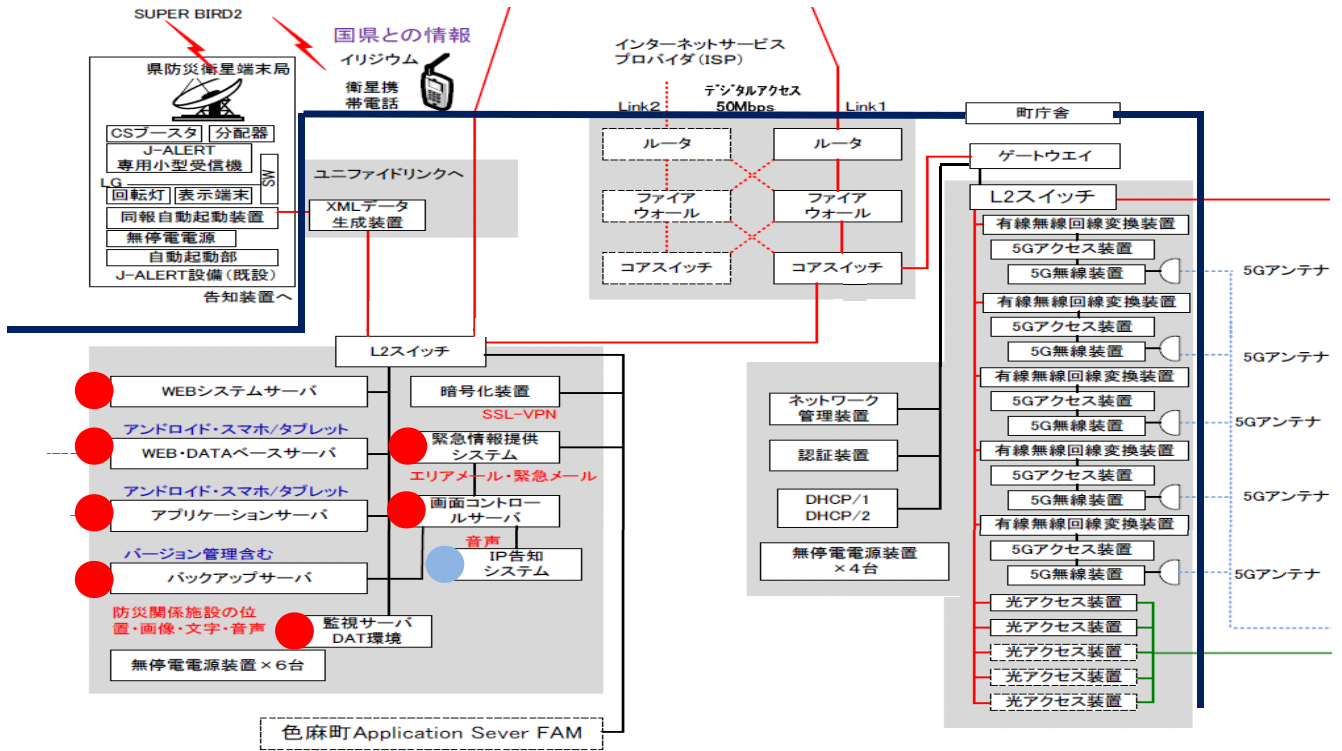 SUPER BIRD2
国県との情報
イリジウム
衛星携
帯電話
県防災衛星端末局
CSブースタ
分配器
J-ALERT
専用小型受信機
LG
SW
回転灯
表示端末
同報自動起動装置
無停電電源
自動起動部
J-ALERT設備(既設)
告知装置へ
ユニファイドリンクへ
XMLデータ
生成装置
インターネットサービス
プロバイダ(ISP)
デジタルアクセス
50Mbps
Link2
Link1
ルータ
ルータ
ファイア
ウォール
ファイア
ウォール
コアスイッチ
コアスイッチ
町庁舎
ゲートウエイ
L2スイッチ
有線無線回線変換装置
5Gアクセス装置
5G無線装置
5Gアンテナ
有線無線回線変換装置
5Gアクセス装置
5G無線装置
5Gアンテナ
有線無線回線変換装置
5Gアクセス装置
5G無線装置
5Gアンテナ
有線無線回線変換装置
5Gアクセス装置
5G無線装置
5Gアンテナ
有線無線回線変換装置
5Gアクセス装置
5G無線装置
5Gアンテナ
光アクセス装置
光アクセス装置
光アクセス装置
光アクセス装置
光アクセス装置
L2スイッチ
WEBシステムサーバ
アンドロイド・スマホ/タブレット
WEB・DATAベースサーバ
アンドロイド・スマホ/タブレット
アプリケーションサーバ
バージョン管理含む
バックアップサーバ
防災関係施設の位
置・画像・文字・音声
監視サーバ
DAT環境
無停電電源装置×6台
暗号化装置
SSL-VPN
緊急情報提供
システム
エリアメール・緊急メール
画面コントロー
ルサーバ
音声
IP告知
システム
ネットワーク
管理装置
認証装置
DHCP/1
DHCP/2
無停電電源装置
×4台
色麻町Application Sever FAM